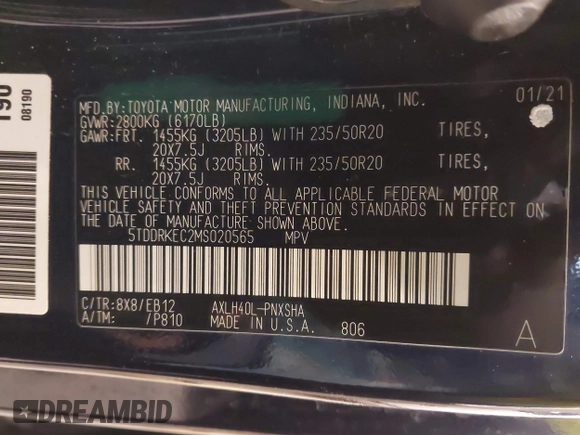 190
08190
MFD.BY:TOYOTA MOTOR MANUFACTURING, INDIANA, INC. 01/21
GVWR:2800KG (6170LB)
GAWR:FRT. 1455KG (3205LB) WITH 235/50R20 TIRES,
20X7.5J RIMS.
RR. 1455KG (3205LB) WITH 235/50R20 TIRES,
20X7.5J RIMS.
THIS VEHICLE CONFORMS TO ALL APPLICABLE FEDERAL MOTOR
VEHICLE SAFETY AND THEFT PREVENTION STANDARDS IN EFFECT ON
THE DATE OF MANUFACTURE SHOWN ABOVE.
5TDDRKEC2MS020565 MPV
C/TR:8X8/EB12 AXLH40L-PNXSHA
A/TM: /P810 MADE IN U.S.A. 806
A
DREAMBID